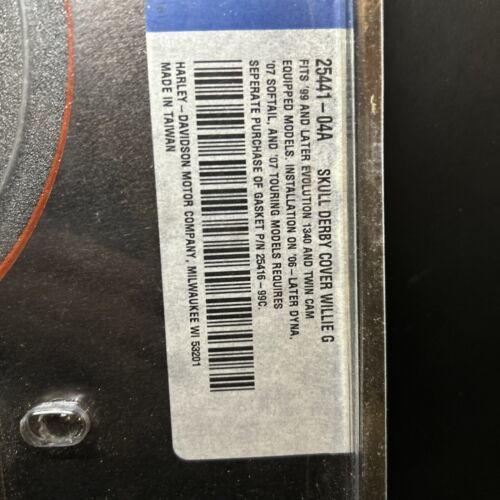 25441-04A SKULL DERBY COVER WILLIE G
FITS '99 AND LATER EVOLUTION 1340 AND TWIN CAM
EQUIPPED MODELS. INSTALLATION ON '06-LATER DYNA,
'07 SOFTAIL, AND '07 TOURING MODELS REQUIRES
SEPERATE PURCHASE OF GASKET P/N 25416-99C.
HARLEY-DAVIDSON MOTOR COMPANY, MILWAUKEE WI 53201
MADE IN TAIWAN